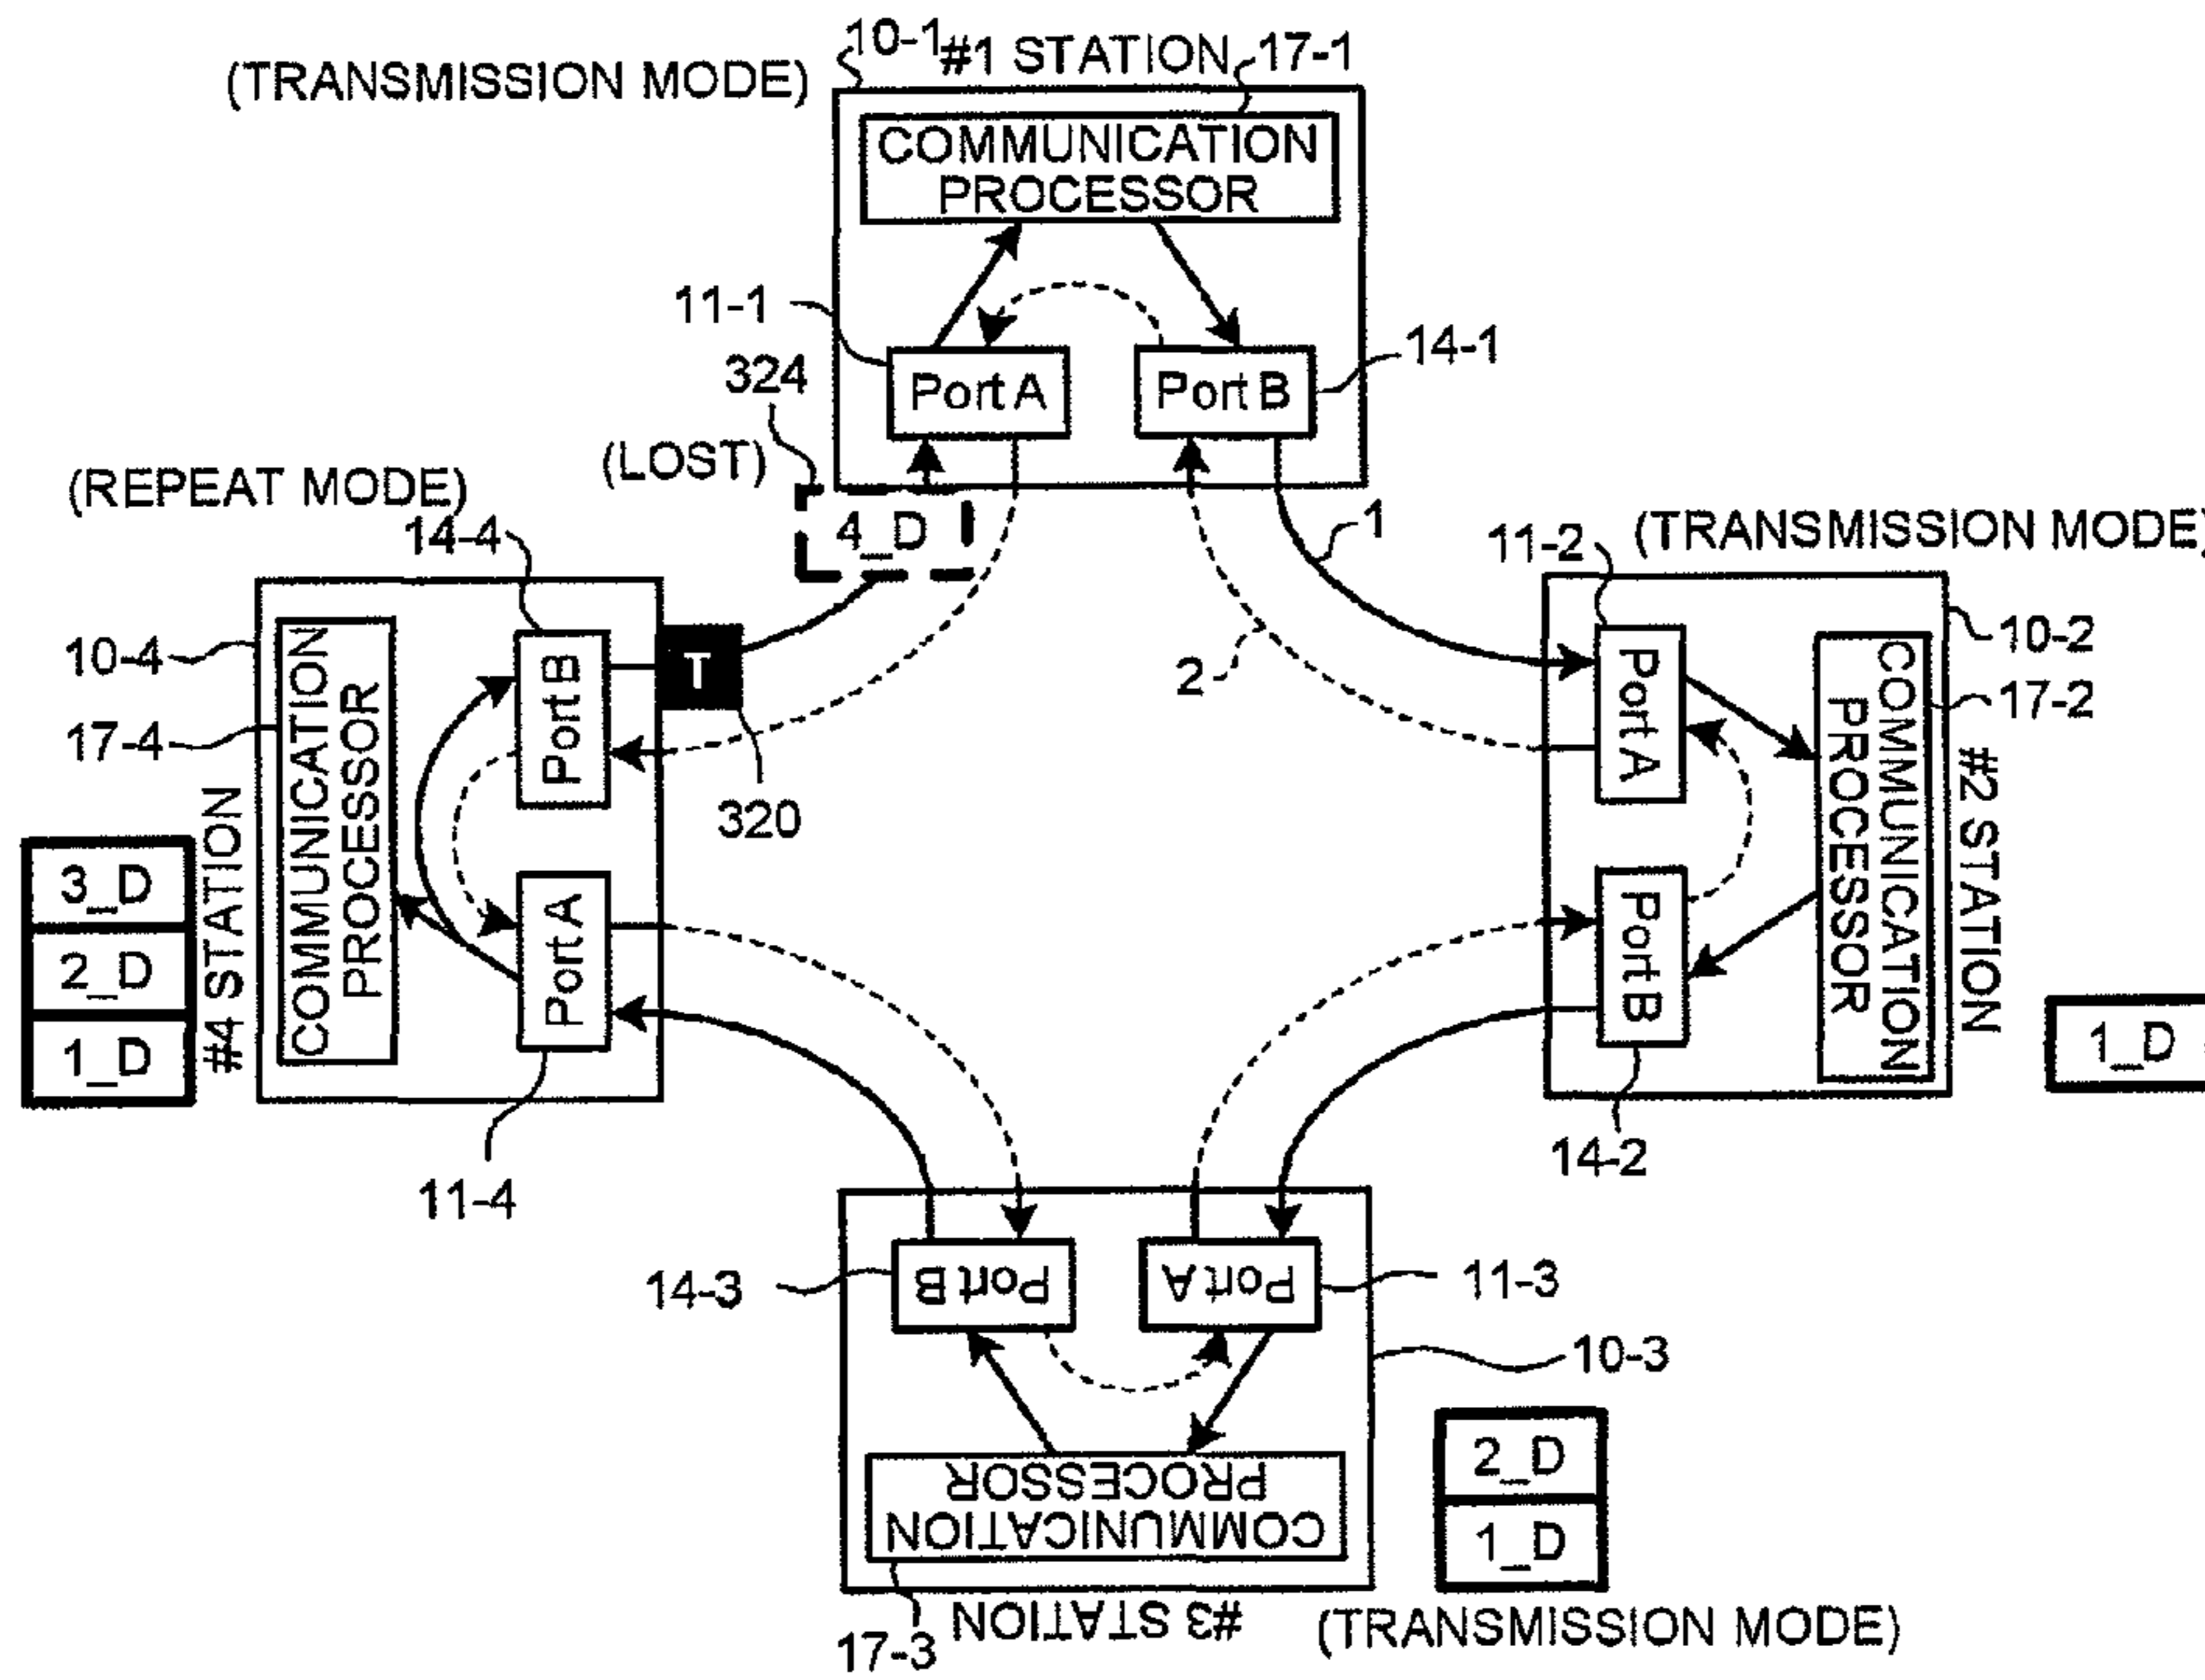 10-1
#1 STATION
17-1
(TRANSMISSION MODE)
COMMUNICATION
PROCESSOR
11-1
14-1
324
Port A
Port B
(LOST)
(REPEAT MODE)
4_D
14-4
1
11-2
(TRANSMISSION MODE)
10-4
Port B
T
2
Port A
10-2
17-4
COMMUNICATION
PROCESSOR
COMMUNICATION
PROCESSOR
17-2
320
#4 STATION
#2 STATION
3_D
2_D
1_D
Port A
Port B
1_D
11-4
14-2
14-3
Port B
Port A
11-3
10-3
COMMUNICATION
PROCESSOR
2_D
1_D
#3 STATION
17-3
(TRANSMISSION MODE)